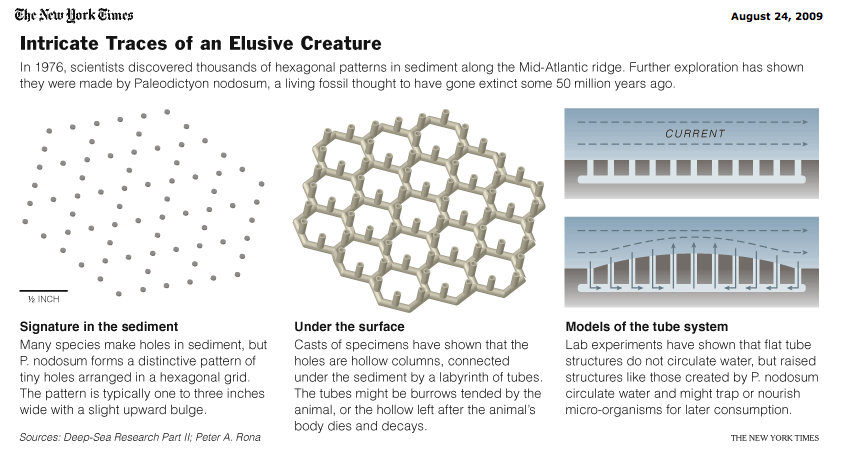 The New York Times
August 24, 2009
Intricate Traces of an Elusive Creature
In 1976, scientists discovered thousands of hexagonal patterns in sediment along the Mid-Atlantic ridge. Further exploration has shown
they were made by Paleodictyon nodosum, a living fossil thought to have gone extinct some 50 million years ago.
½ INCH
CURRENT
Signature in the sediment
Many species make holes in sediment, but
P. nodosum forms a distinctive pattern of
tiny holes arranged in a hexagonal grid.
The pattern is typically one to three inches
wide with a slight upward bulge.
Under the surface
Casts of specimens have shown that the
holes are hollow columns, connected
under the sediment by a labyrinth of tubes.
The tubes might be burrows tended by the
animal, or the hollow left after the animal's
body dies and decays.
Models of the tube system
Lab experiments have shown that flat tube
structures do not circulate water, but raised
structures like those created by P. nodosum
circulate water and might trap or nourish
micro-organisms for later consumption.
Sources: Deep-Sea Research Part II; Peter A. Rona
THE NEW YORK TIMES